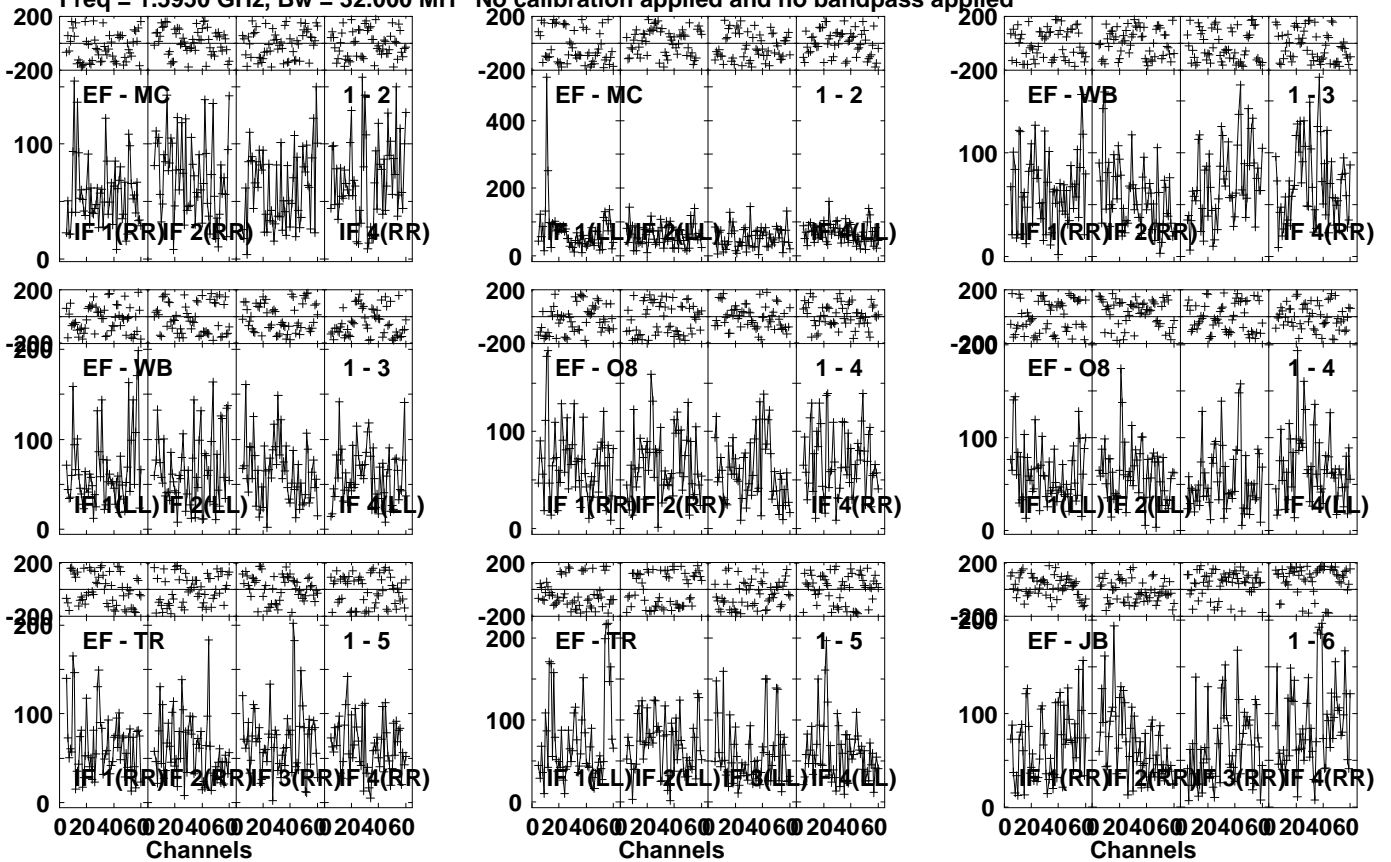 Freq = 1.5950 GHz, Bw = 32.000 MH No calibration applied and no bandpass applied
200
-200
EF - MC 1 - 2
100
0
IF 1(RR) IF 2(RR) IF 4(RR)
EF - MC 1 - 2
400
200
0
IF 1(LL) IF 2(LL) IF 4(LL)
200
-200
EF - WB 1 - 3
100
0
IF 1(RR) IF 2(RR) IF 4(RR)
200
-200
200
EF - WB 1 - 3
100
0
IF 1(LL) IF 2(LL) IF 4(LL)
200
-200
EF - O8 1 - 4
100
0
IF 1(RR) IF 2(RR) IF 4(RR)
200
-200
200
EF - O8 1 - 4
100
0
IF 1(LL) IF 2(LL) IF 4(LL)
200
-200
200
EF - TR 1 - 5
100
0
IF 1(RR) IF 2(RR) IF 3(RR) IF 4(RR)
0 20 40 60 0 20 40 60 0 20 40 60 0 20 40 60
Channels
200
-200
200
EF - TR 1 - 5
100
0
IF 1(LL) IF 2(LL) IF 3(LL) IF 4(LL)
0 20 40 60 0 20 40 60 0 20 40 60 0 20 40 60
Channels
200
-200
200
EF - JB 1 - 6
100
0
IF 1(RR) IF 2(RR) IF 3(RR) IF 4(RR)
0 20 40 60 0 20 40 60 0 20 40 60 0 20 40 60
Channels